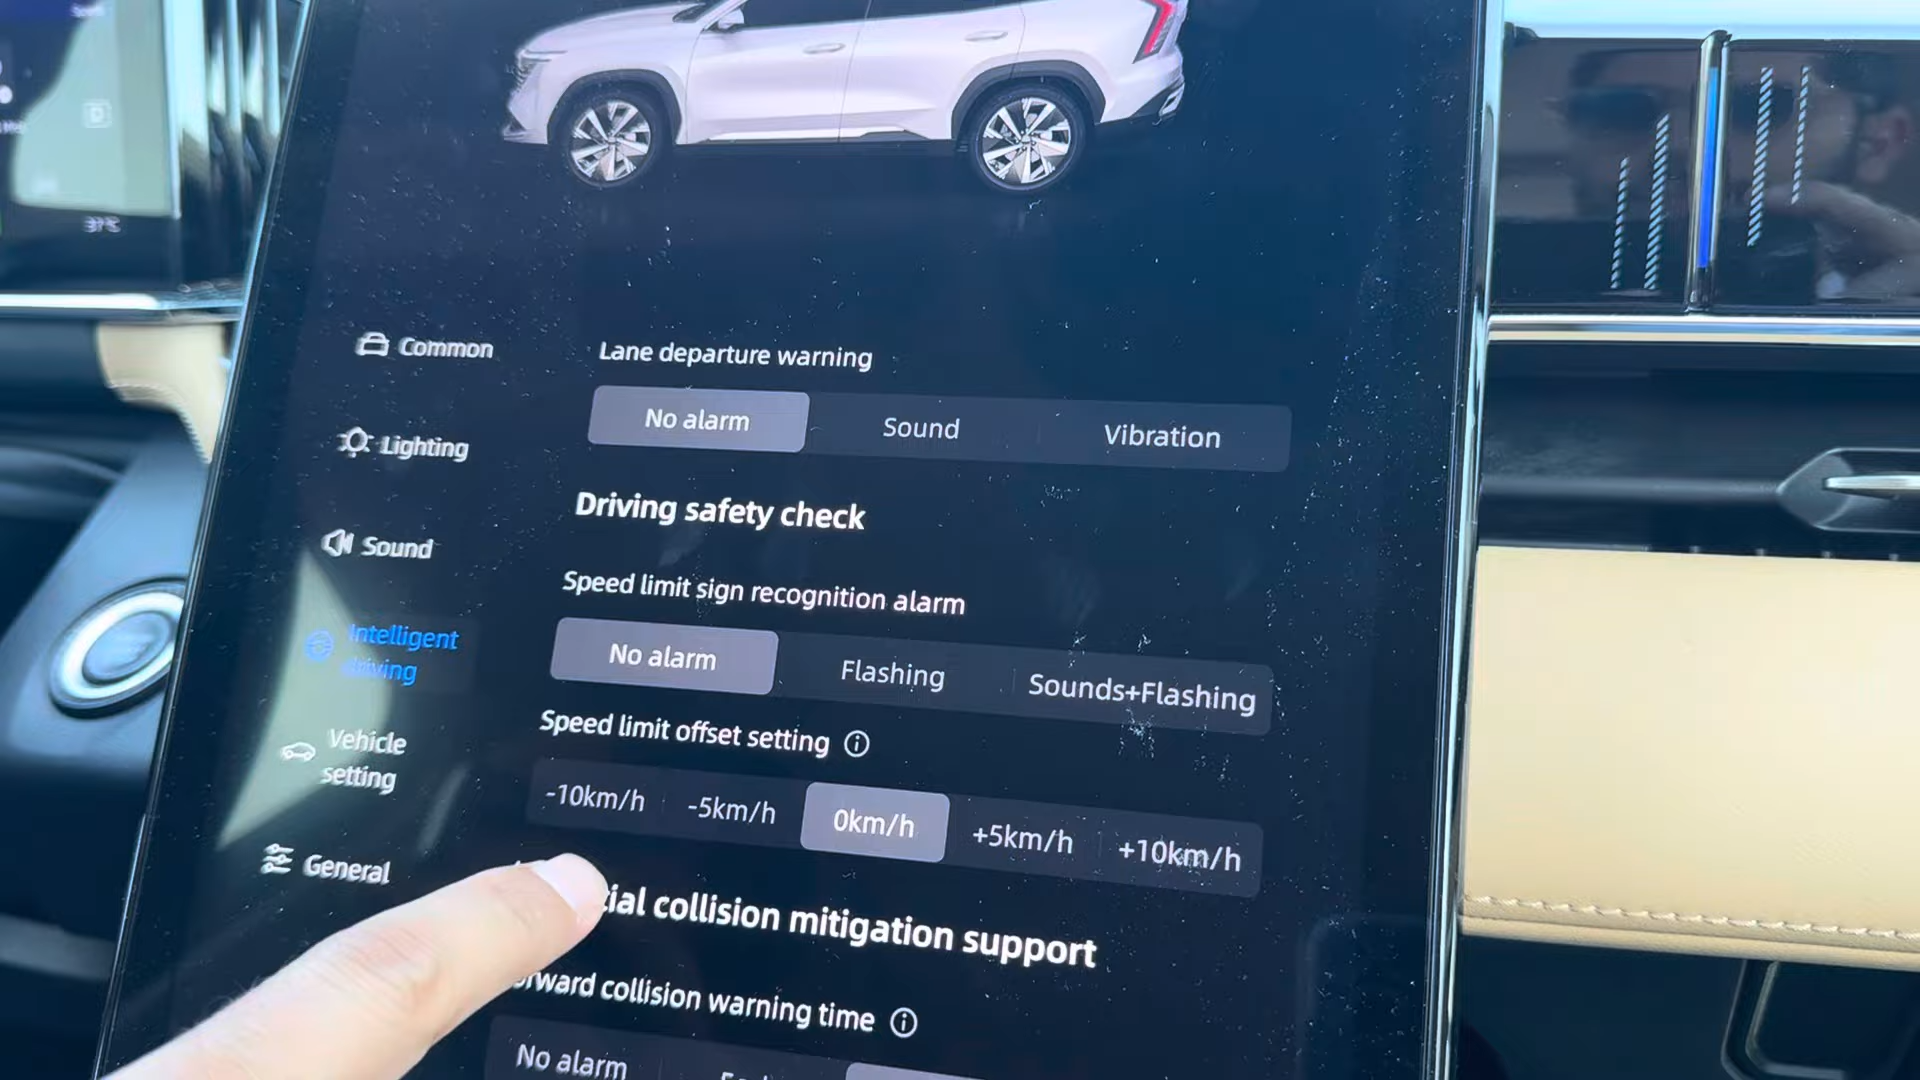 D
37°C
Common
Lighting
Sound
Intelligent
driving
Vehicle
setting
General
Lane departure warning
No alarm
Sound
Vibration
Driving safety check
Speed limit sign recognition alarm
No alarm
Flashing
Sounds+Flashing
Speed limit offset setting
-10km/h
-5km/h
0km/h
+5km/h
+10km/h
collision mitigation support
collision warning time
No alarm